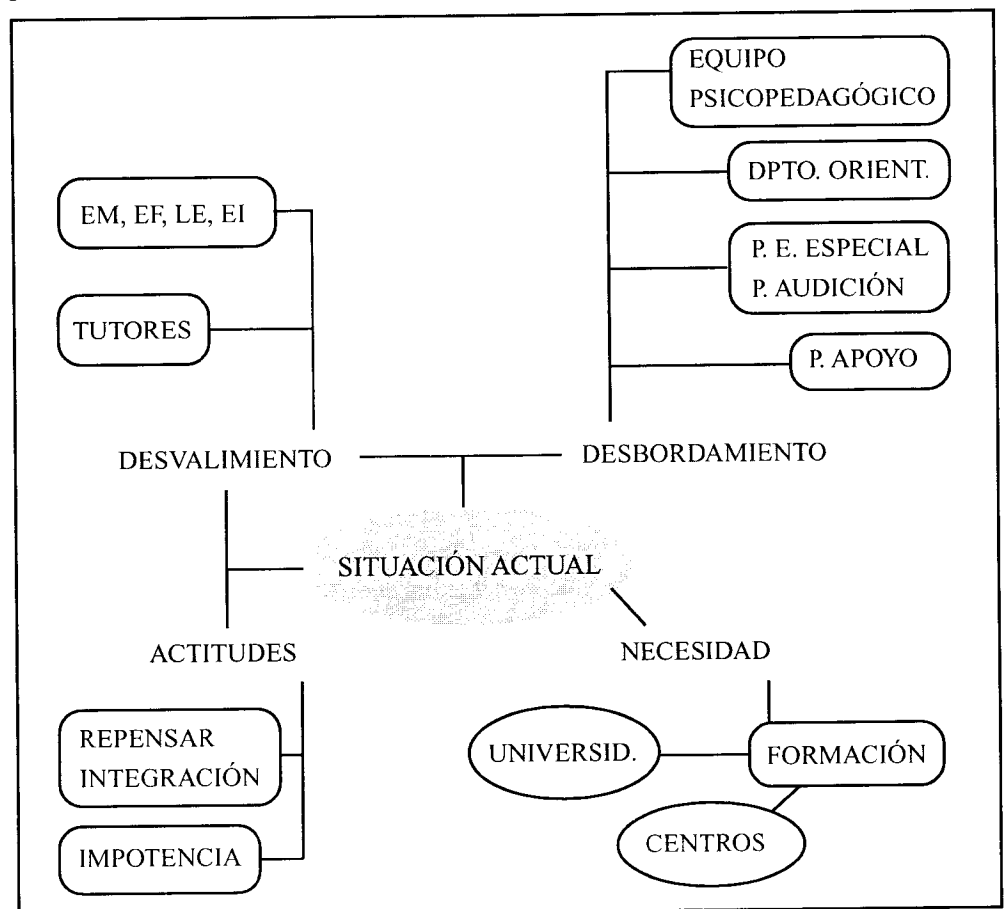 EQUIPO
PSICOPEDAGÓGICO
DPTO. ORIENT.
EM, EF, LE, EI
P. E. ESPECIAL
P. AUDICIÓN
TUTORES
P. APOYO
DESVALIMIENTO
DESBORDAMIENTO
SITUACIÓN ACTUAL
ACTITUDES
NECESIDAD
REPENSAR
INTEGRACIÓN
UNIVERSID.
FORMACIÓN
IMPOTENCIA
CENTROS